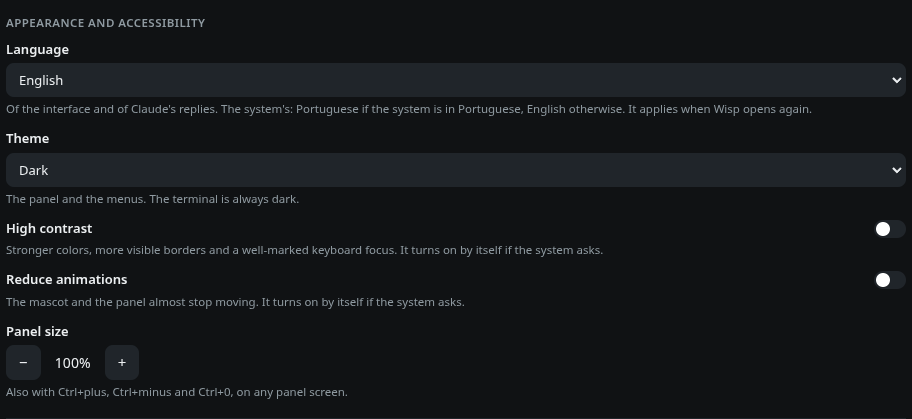 APPEARANCE AND ACCESSIBILITY
Language
English
Of the interface and of Claude's replies. The system's: Portuguese if the system is in Portuguese, English otherwise. It applies when Wisp opens again.
Theme
Dark
The panel and the menus. The terminal is always dark.
High contrast
Stronger colors, more visible borders and a well-marked keyboard focus. It turns on by itself if the system asks.
Reduce animations
The mascot and the panel almost stop moving. It turns on by itself if the system asks.
Panel size
− 100% +
Also with Ctrl+plus, Ctrl+minus and Ctrl+0, on any panel screen.